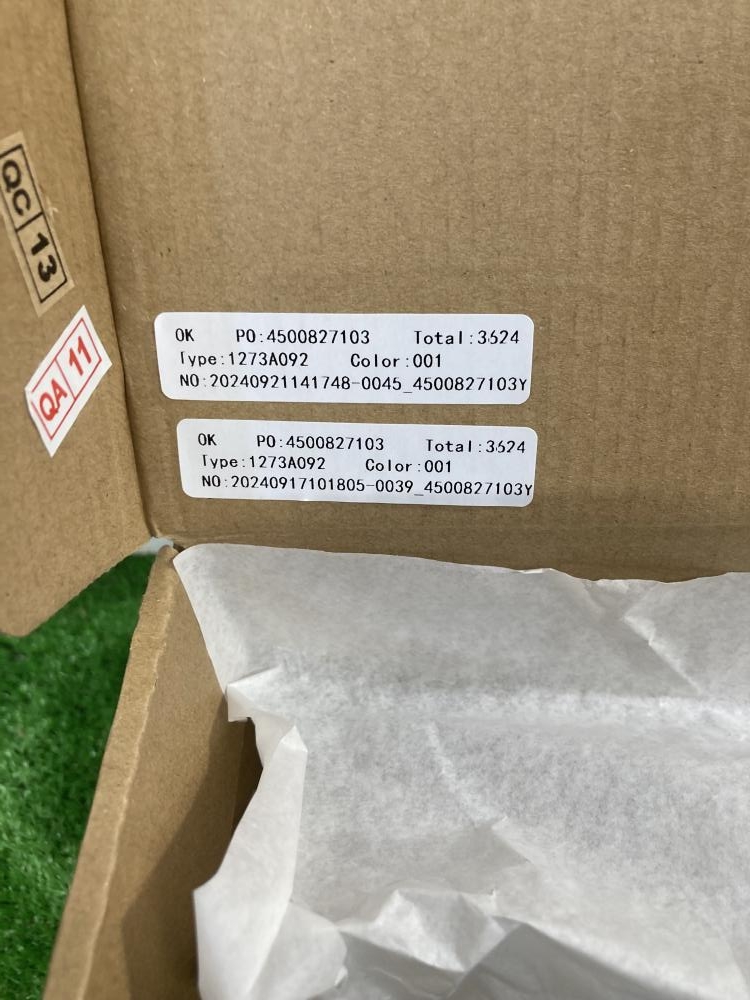 QC 13
QA 11
OK PO:4500827103 Total:3624
Type:1273A092 Color:001
NO:20240921141748-0045_4500827103Y
OK PO:4500827103 Total:3624
Type:1273A092 Color:001
NO:20240917101805-0039_4500827103Y